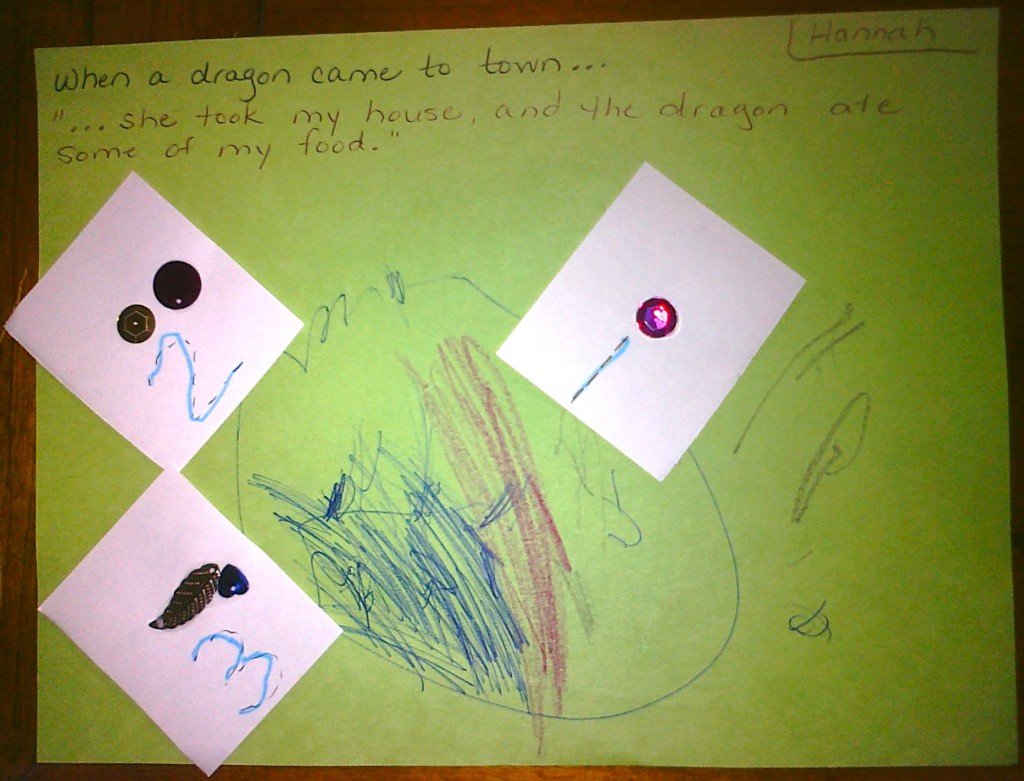 Hannah
When a dragon came to town...
"... she took my house, and the dragon ate
some of my food."
2
1
3